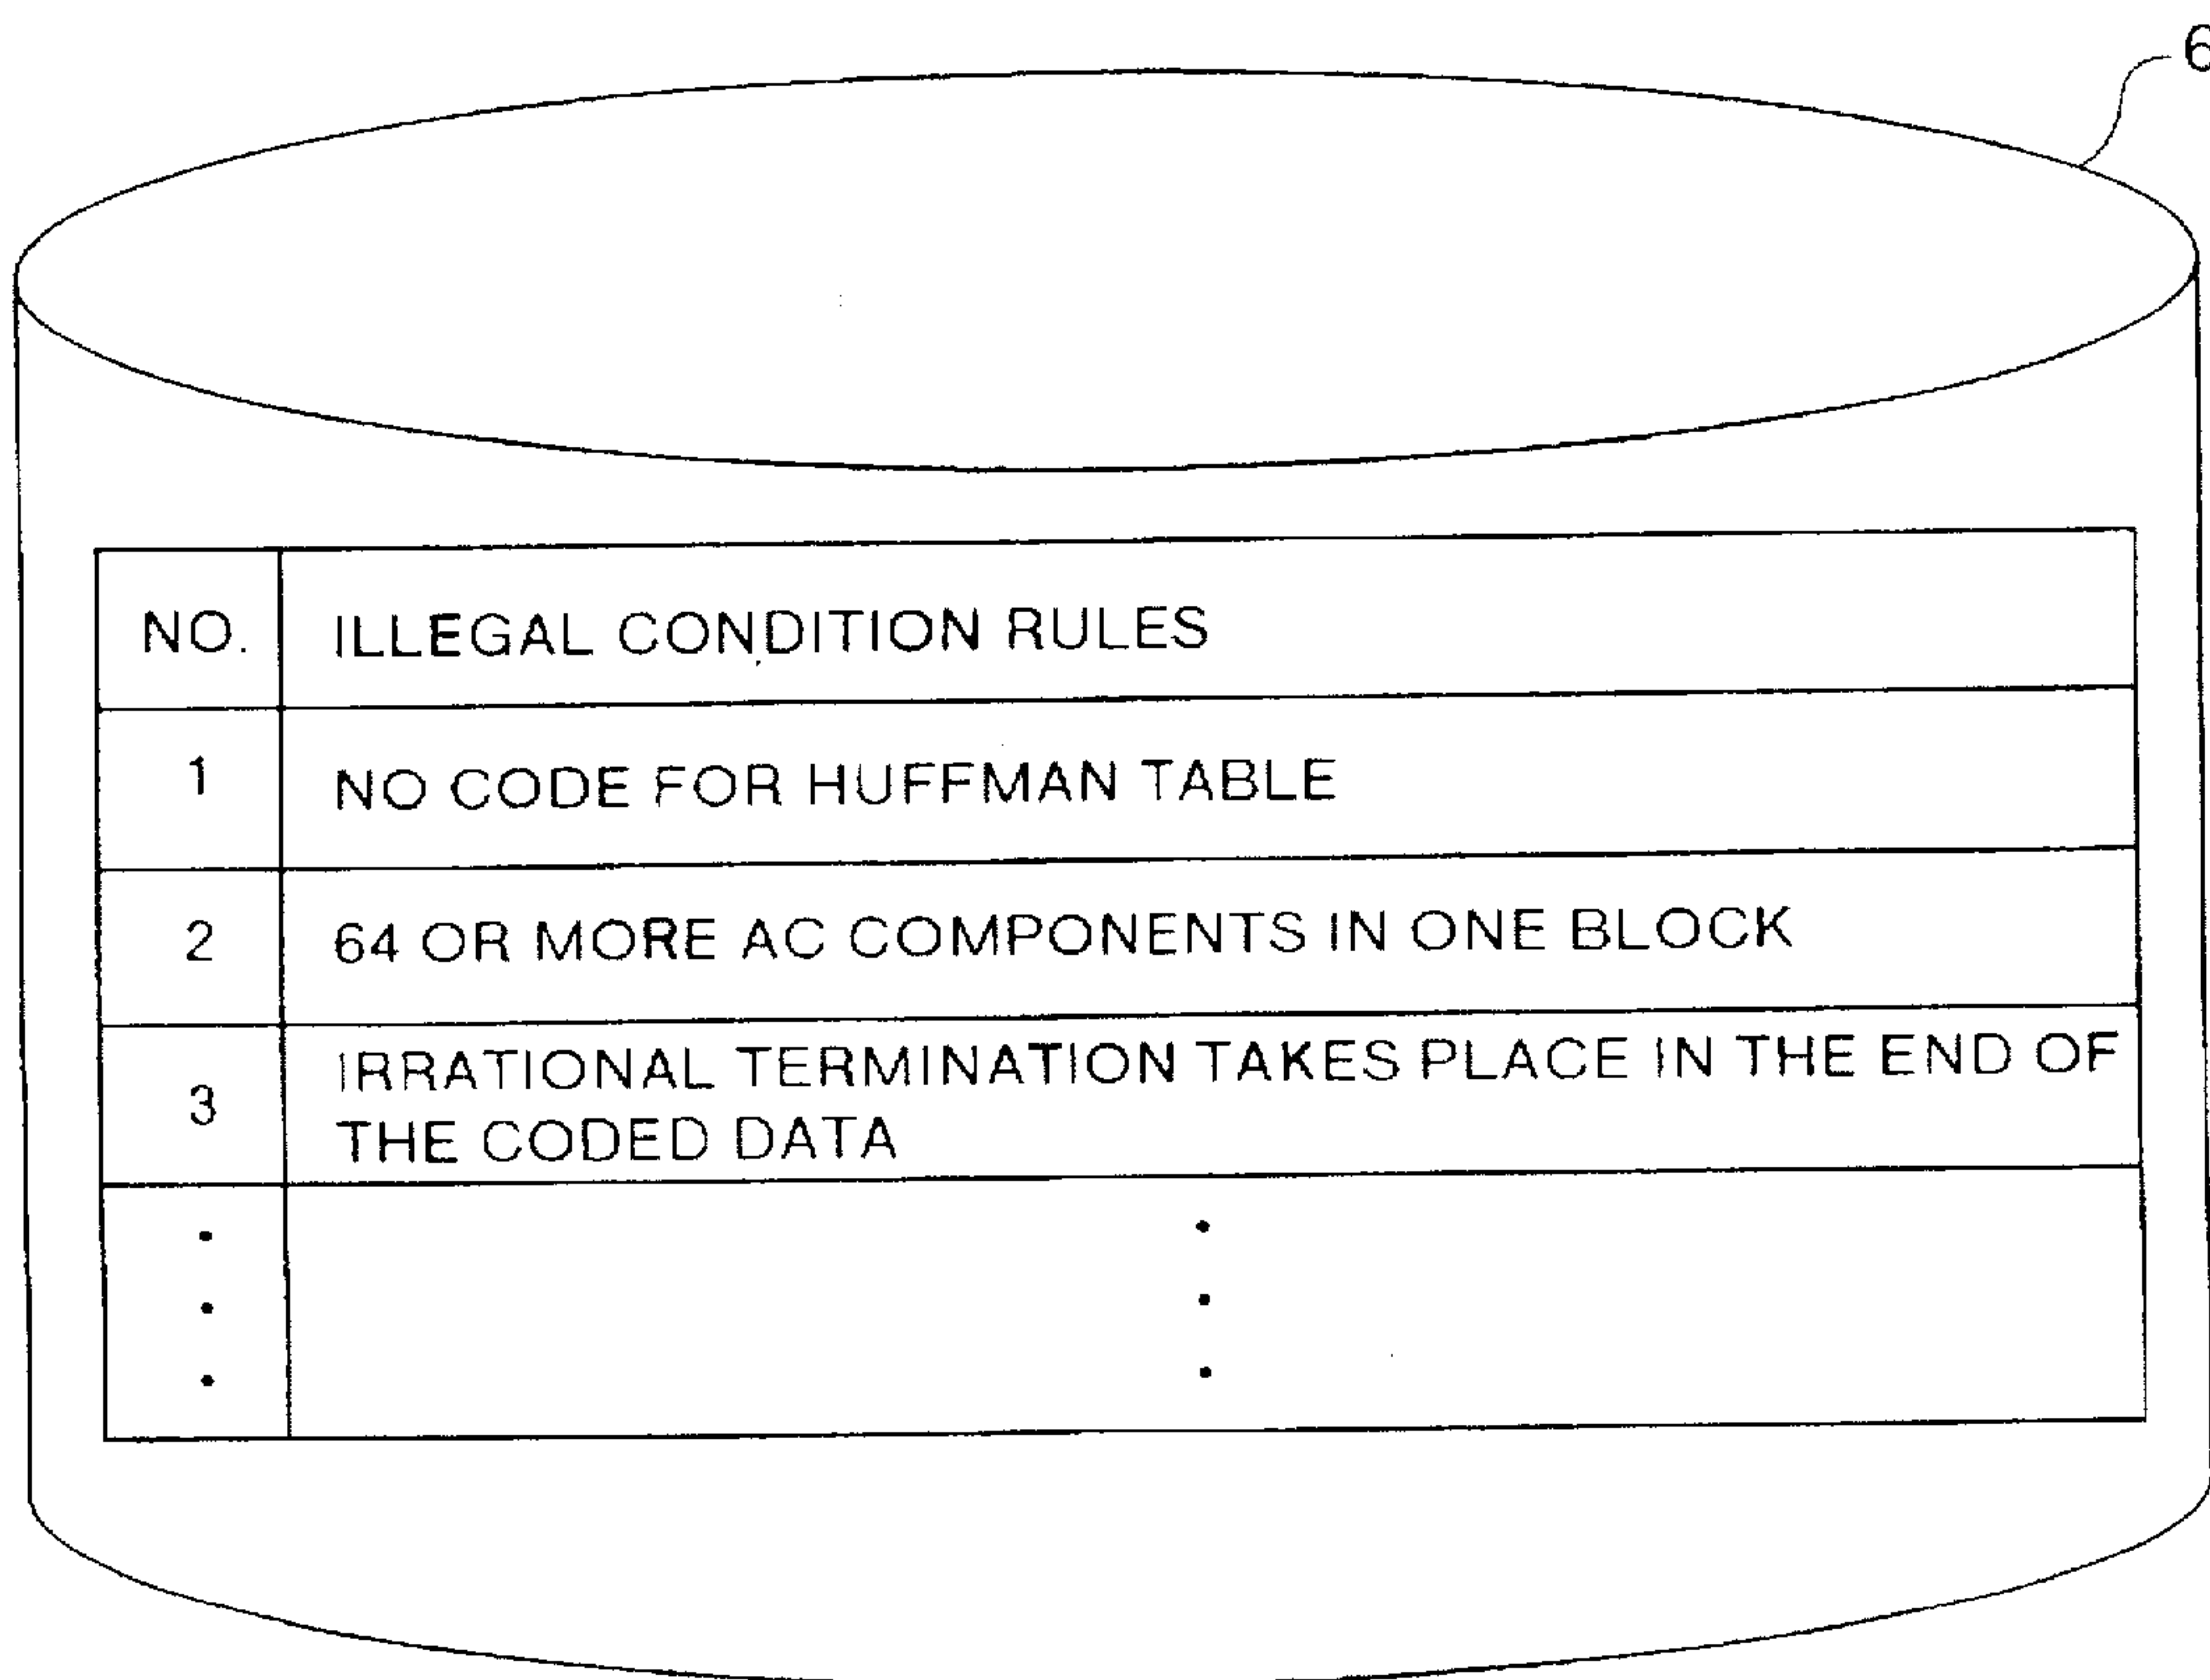 6
NO. ILLEGAL CONDITION RULES
1 NO CODE FOR HUFFMAN TABLE
2 64 OR MORE AC COMPONENTS IN ONE BLOCK
3 IRRATIONAL TERMINATION TAKES PLACE IN THE END OF
THE CODED DATA